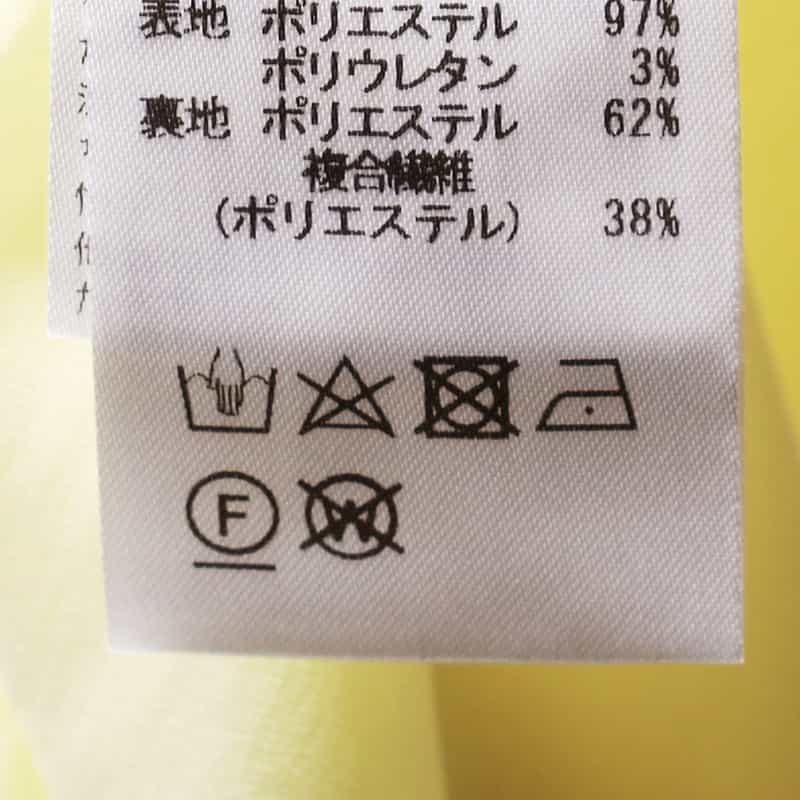 表地 ポリエステル 97%
ポリウレタン 3%
裏地 ポリエステル 62%
複合繊維
(ポリエステル) 38%
F
W